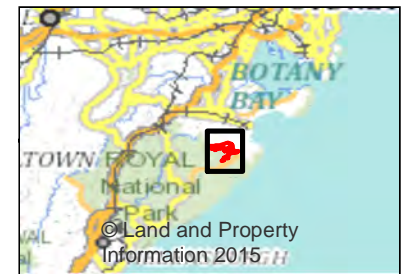 BOTANY
BAY
TOWN ROYAL
National
Park
© Land and Property
Information 2015